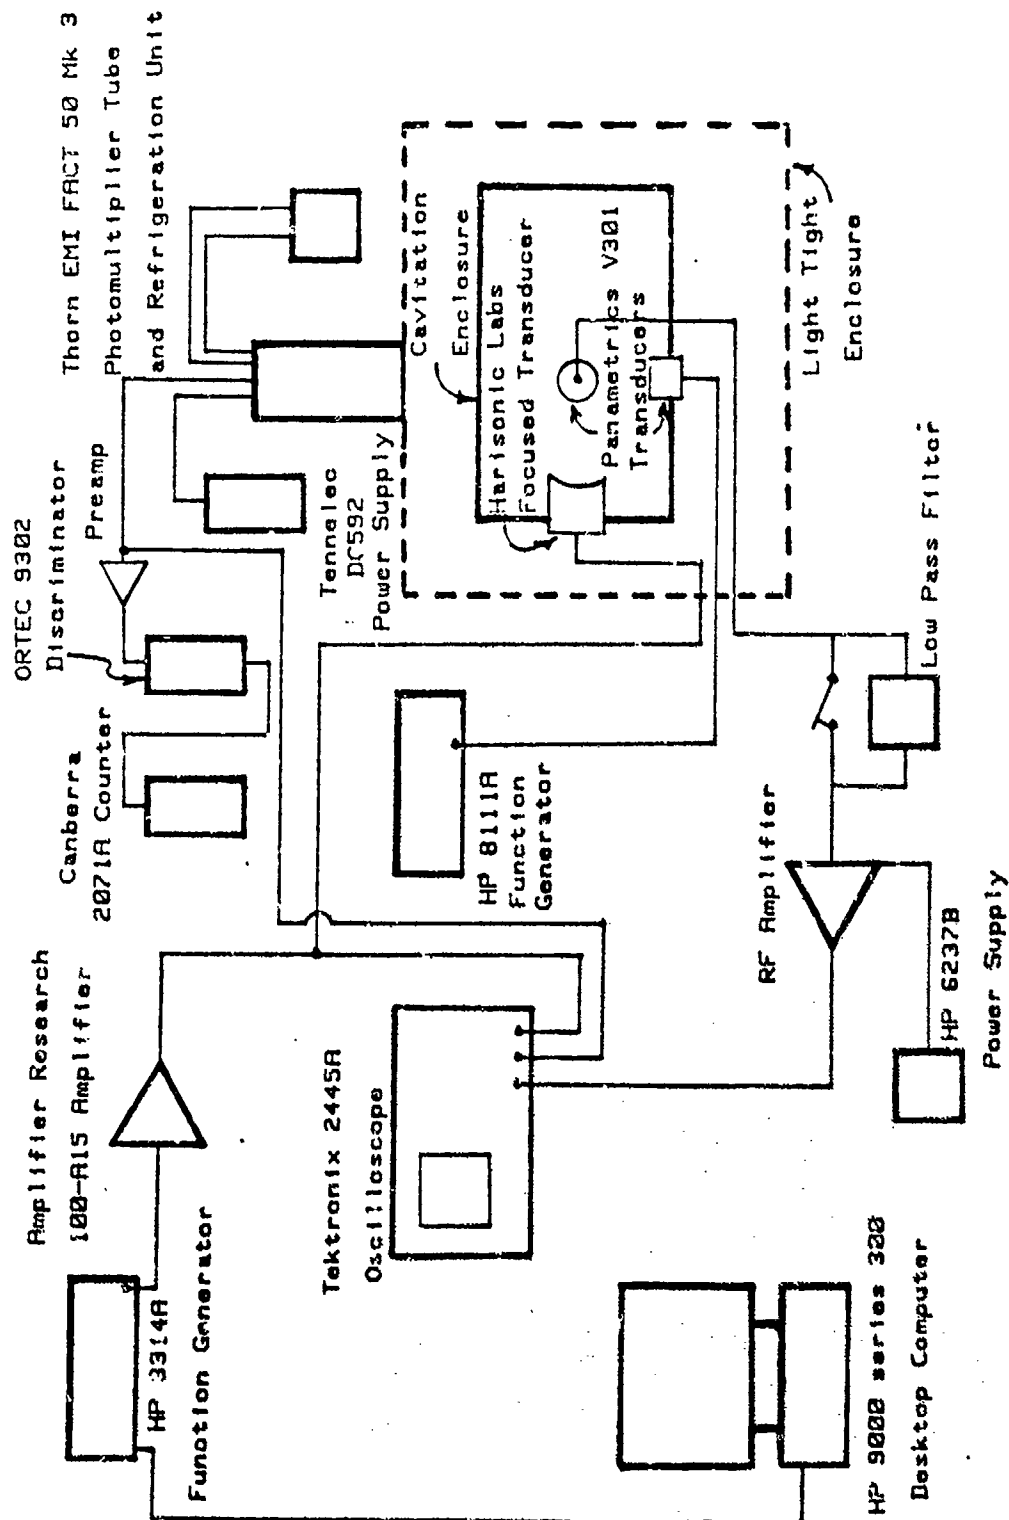 HP 3314A
Function Generator
Amplifier Research
100-A15 Amplifier
Canberra
2071A Counter
ORTEC 9302
Discriminator
Preamp
Thorn EMI FACT 50 Mk 3
Photomultiplier Tube
and Refrigeration Unit
Tennelec
DC592
Power Supply
Cavitation
Enclosure
Harisonic Labs
Focused Transducer
Panametrics V301
Transducers
Light Tight
Enclosure
Tektronix 2445A
Oscilloscope
HP 8111A
Function
Generator
RF Amplifier
Low Pass Filter
HP 6237B
Power Supply
HP 9000 series 300
Desktop Computer